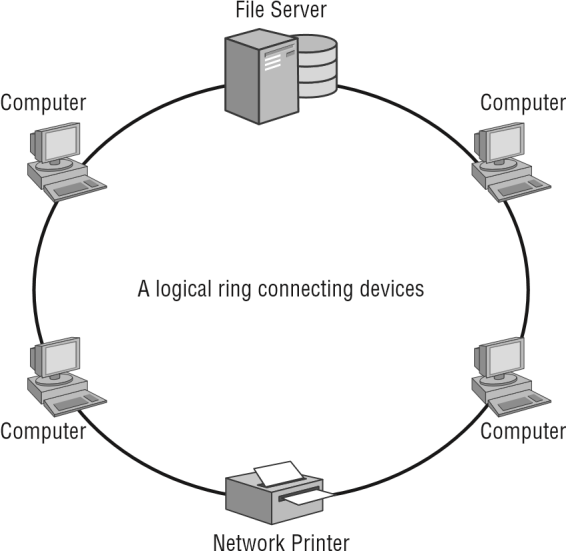 File Server
Computer
Computer
A logical ring connecting devices
Computer
Computer
Network Printer